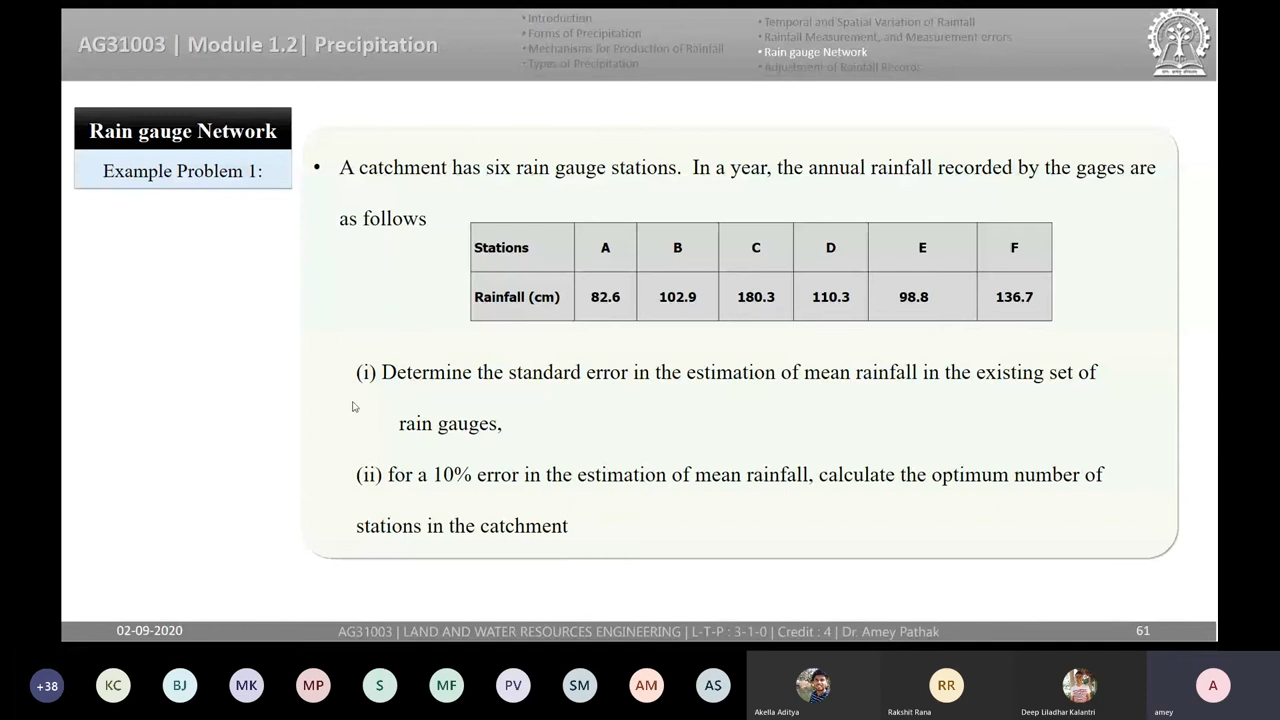 AG31003 | Module 1.2| Precipitation
• Introduction
• Forms of Precipitation
• Mechanisms for Production of Rainfall
• Types of Precipitation
• Temporal and Spatial Variation of Rainfall
• Rainfall Measurement, and Measurement errors
• Rain gauge Network
• Adjustment of Rainfall Record
Rain gauge Network
Example Problem 1:
• A catchment has six rain gauge stations. In a year, the annual rainfall recorded by the gages are
as follows
Stations A B C D E F
Rainfall (cm) 82.6 102.9 180.3 110.3 98.8 136.7
(i) Determine the standard error in the estimation of mean rainfall in the existing set of
rain gauges,
(ii) for a 10% error in the estimation of mean rainfall, calculate the optimum number of
stations in the catchment
02-09-2020
AG31003 | LAND AND WATER RESOURCES ENGINEERING | L-T-P : 3-1-0 | Credit : 4 | Dr. Amey Pathak
61
+38 KC BJ MK MP S MF PV SM AM AS RR A
Akella Aditya Rakshit Rana Deep Liladhar Kalantri amey